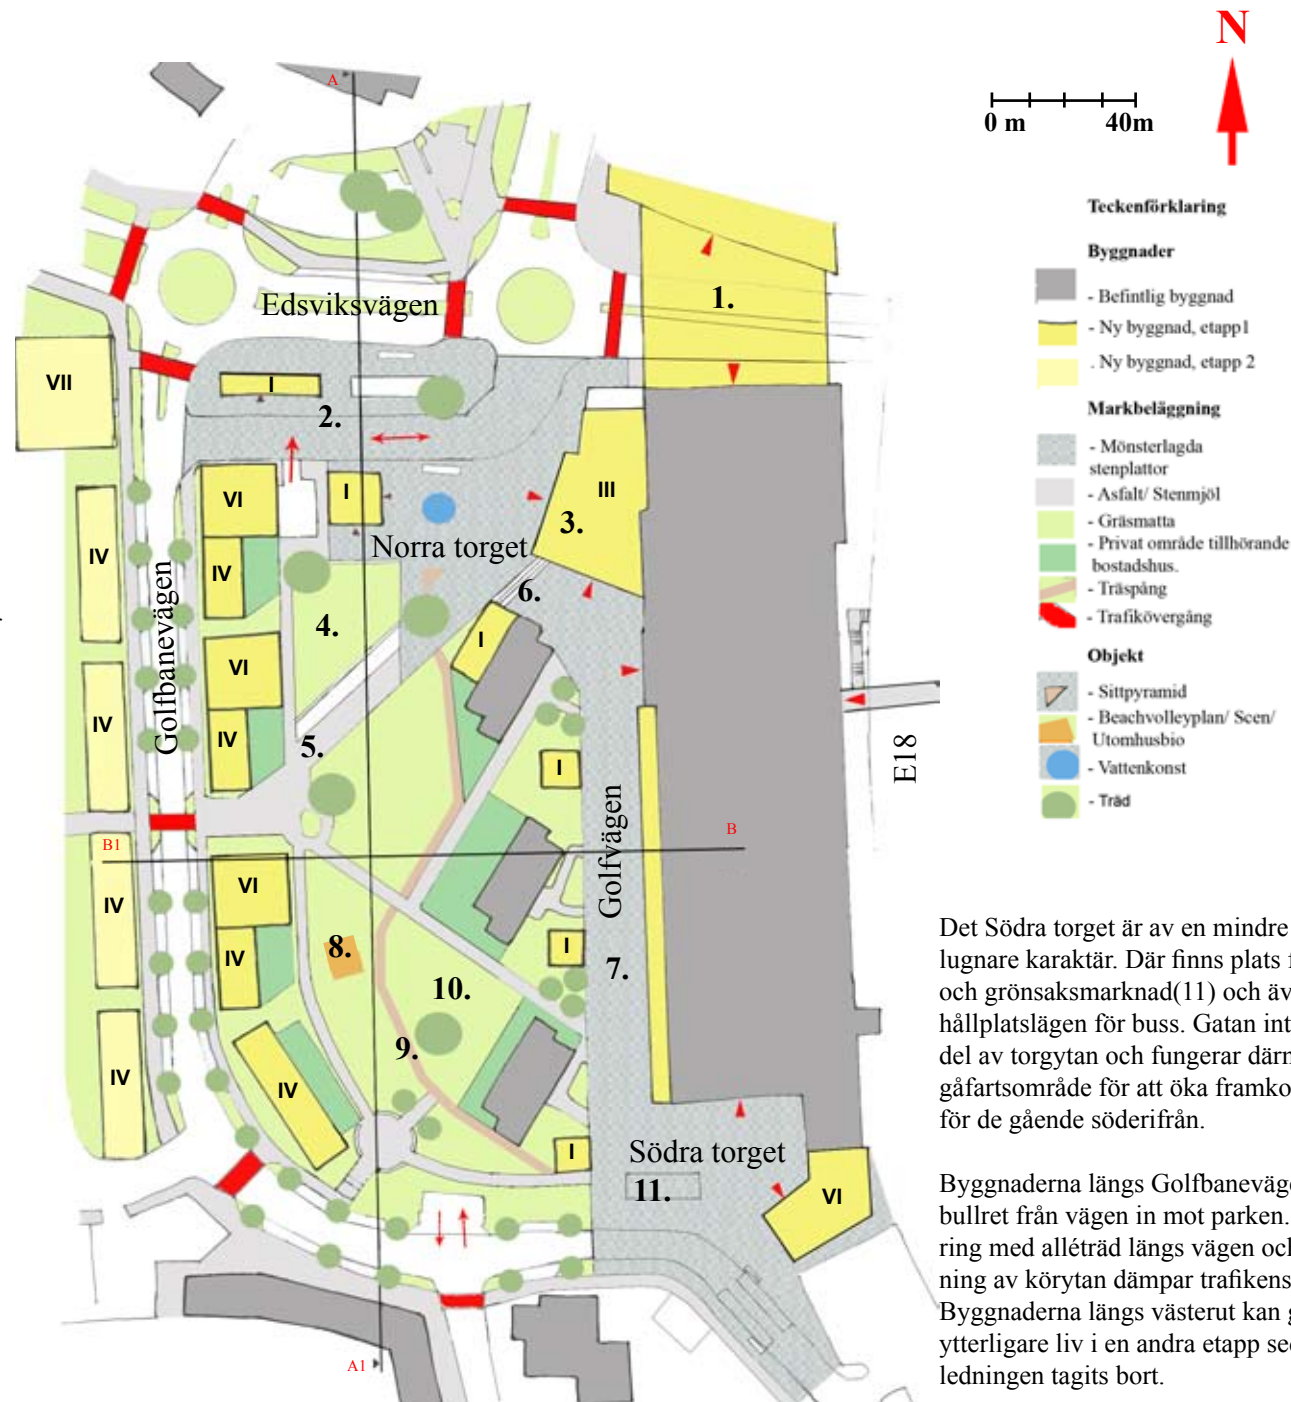 N
A
0 m 40m
Teckenförklaring
Byggnader
- Befintlig byggnad
- Ny byggnad, etapp1
. Ny byggnad, etapp 2
Markbeläggning
- Mönsterlagda
stenplattor
- Asfalt/ Stenmjöl
- Gräsmatta
- Privat område tillhörande
bostadshus.
- Träspång
- Trafikövergång
Objekt
- Sittpyramid
- Beachvolleyplan/ Scen/
Utomhusbio
- Vattenkonst
- Träd
1.
Edsviksvägen
VII
I
2.
VI
I
III
3.
Norra torget
IV
IV
6.
4.
I
Golfbanevägen
VI
IV
IV
5.
I
E18
Golfvägen
B
B1
VI
IV
IV
8.
I
7.
10.
9.
IV
IV
I
Södra torget
11.
VI
A1
Det Södra torget är av en mindre
lugnare karaktär. Där finns plats f
och grönsaksmarknad(11) och äv
hållplatslägen för buss. Gatan int
del av torgytan och fungerar därn
gåfartsområde för att öka framko
för de gående söderifrån.
Byggnaderna längs Golfbaneväge
bullret från vägen in mot parken.
ring med alléträd längs vägen och
ning av körytan dämpar trafikens
Byggnaderna längs västerut kan g
ytterligare liv i en andra etapp sed
ledningen tagits bort.